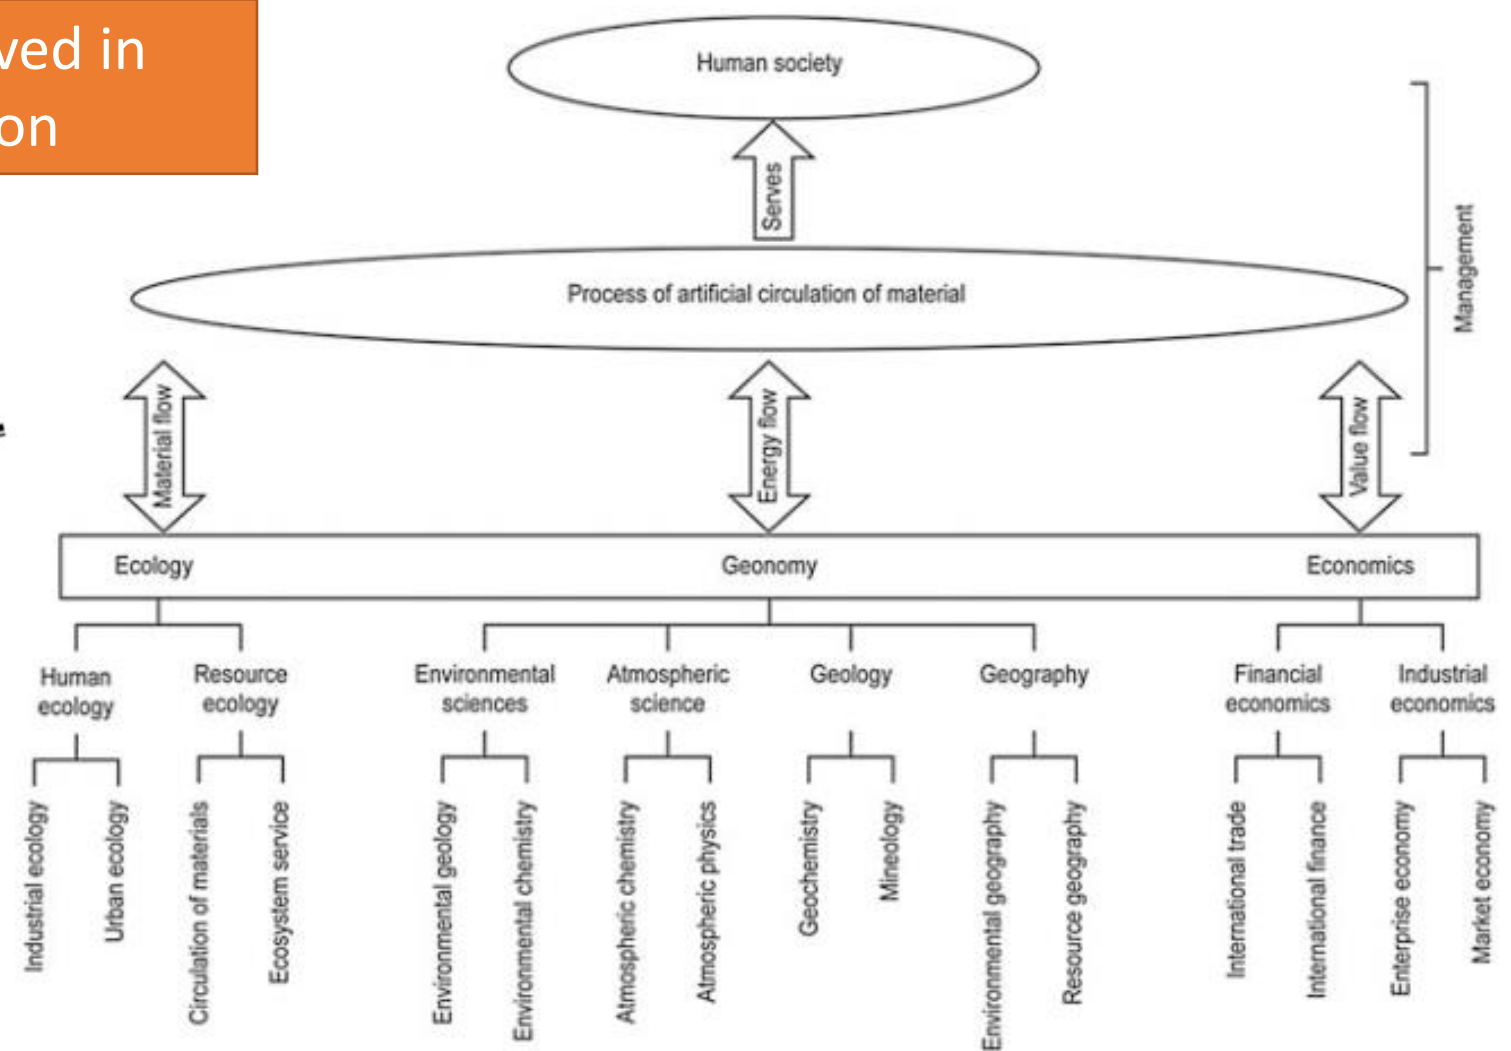 ved in
on
Human society
Serves
Process of artificial circulation of material
Management
Material flow
Energy flow
Value flow
Ecology
Geonomy
Economics
Human
ecology
Resource
ecology
Environmental
sciences
Atmospheric
science
Geology
Geography
Financial
economics
Industrial
economics
Industrial ecology
Urban ecology
Circulation of materials
Ecosystem service
Environmental geology
Environmental chemistry
Atmospheric chemistry
Atmospheric physics
Geochemistry
Mineology
Environmental geography
Resource geography
International trade
International finance
Enterprise economy
Market economy